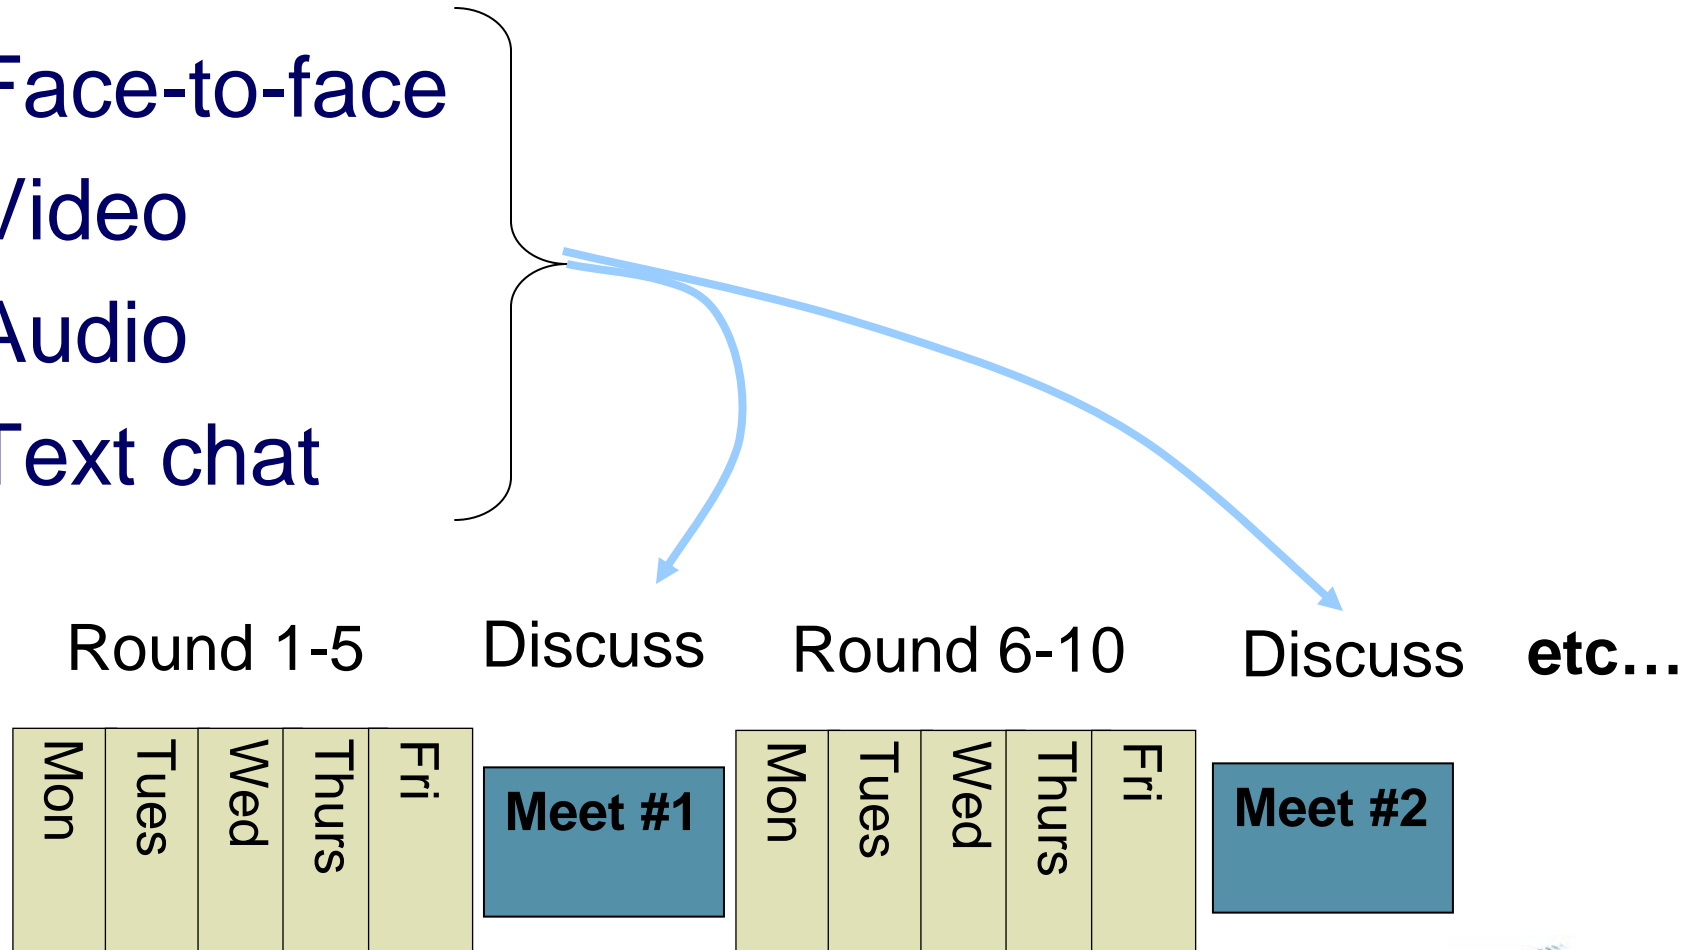 Face-to-face
Video
Audio
Text chat
Round 1-5
Discuss
Round 6-10
Discuss
etc…
Mon
Tues
Wed
Thurs
Fri
Meet #1
Mon
Tues
Wed
Thurs
Fri
Meet #2